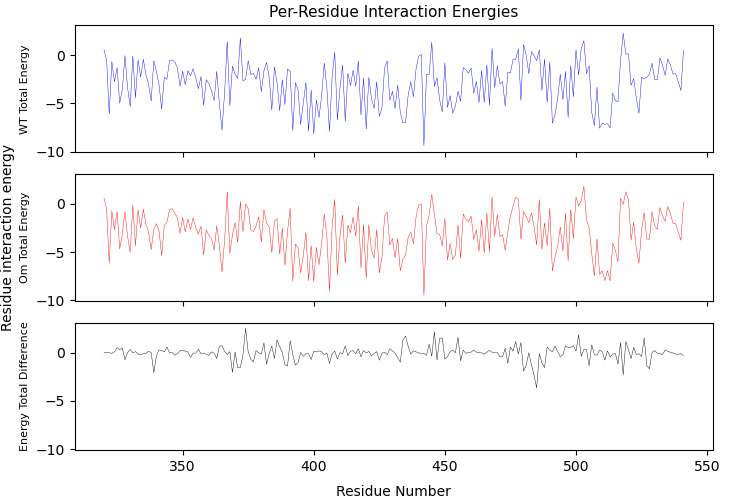 Per-Residue Interaction Energies
Residue interaction energy
WT Total Energy
0
−5
−10
Om Total Energy
0
−5
−10
Energy Total Difference
0
−5
−10
350 400 450 500 550
Residue Number